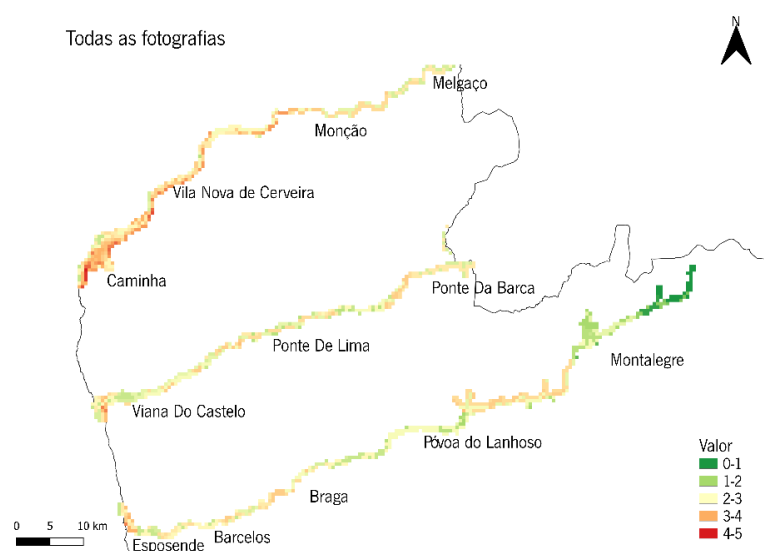 Todas as fotografias
N
Melgaço
Monção
Vila Nova de Cerveira
Caminha
Ponte Da Barca
Ponte De Lima
Montalegre
Viana Do Castelo
Póvoa do Lanhoso
Braga
Barcelos
Esposende
Valor
0-1
1-2
2-3
3-4
4-5
0 5 10 km